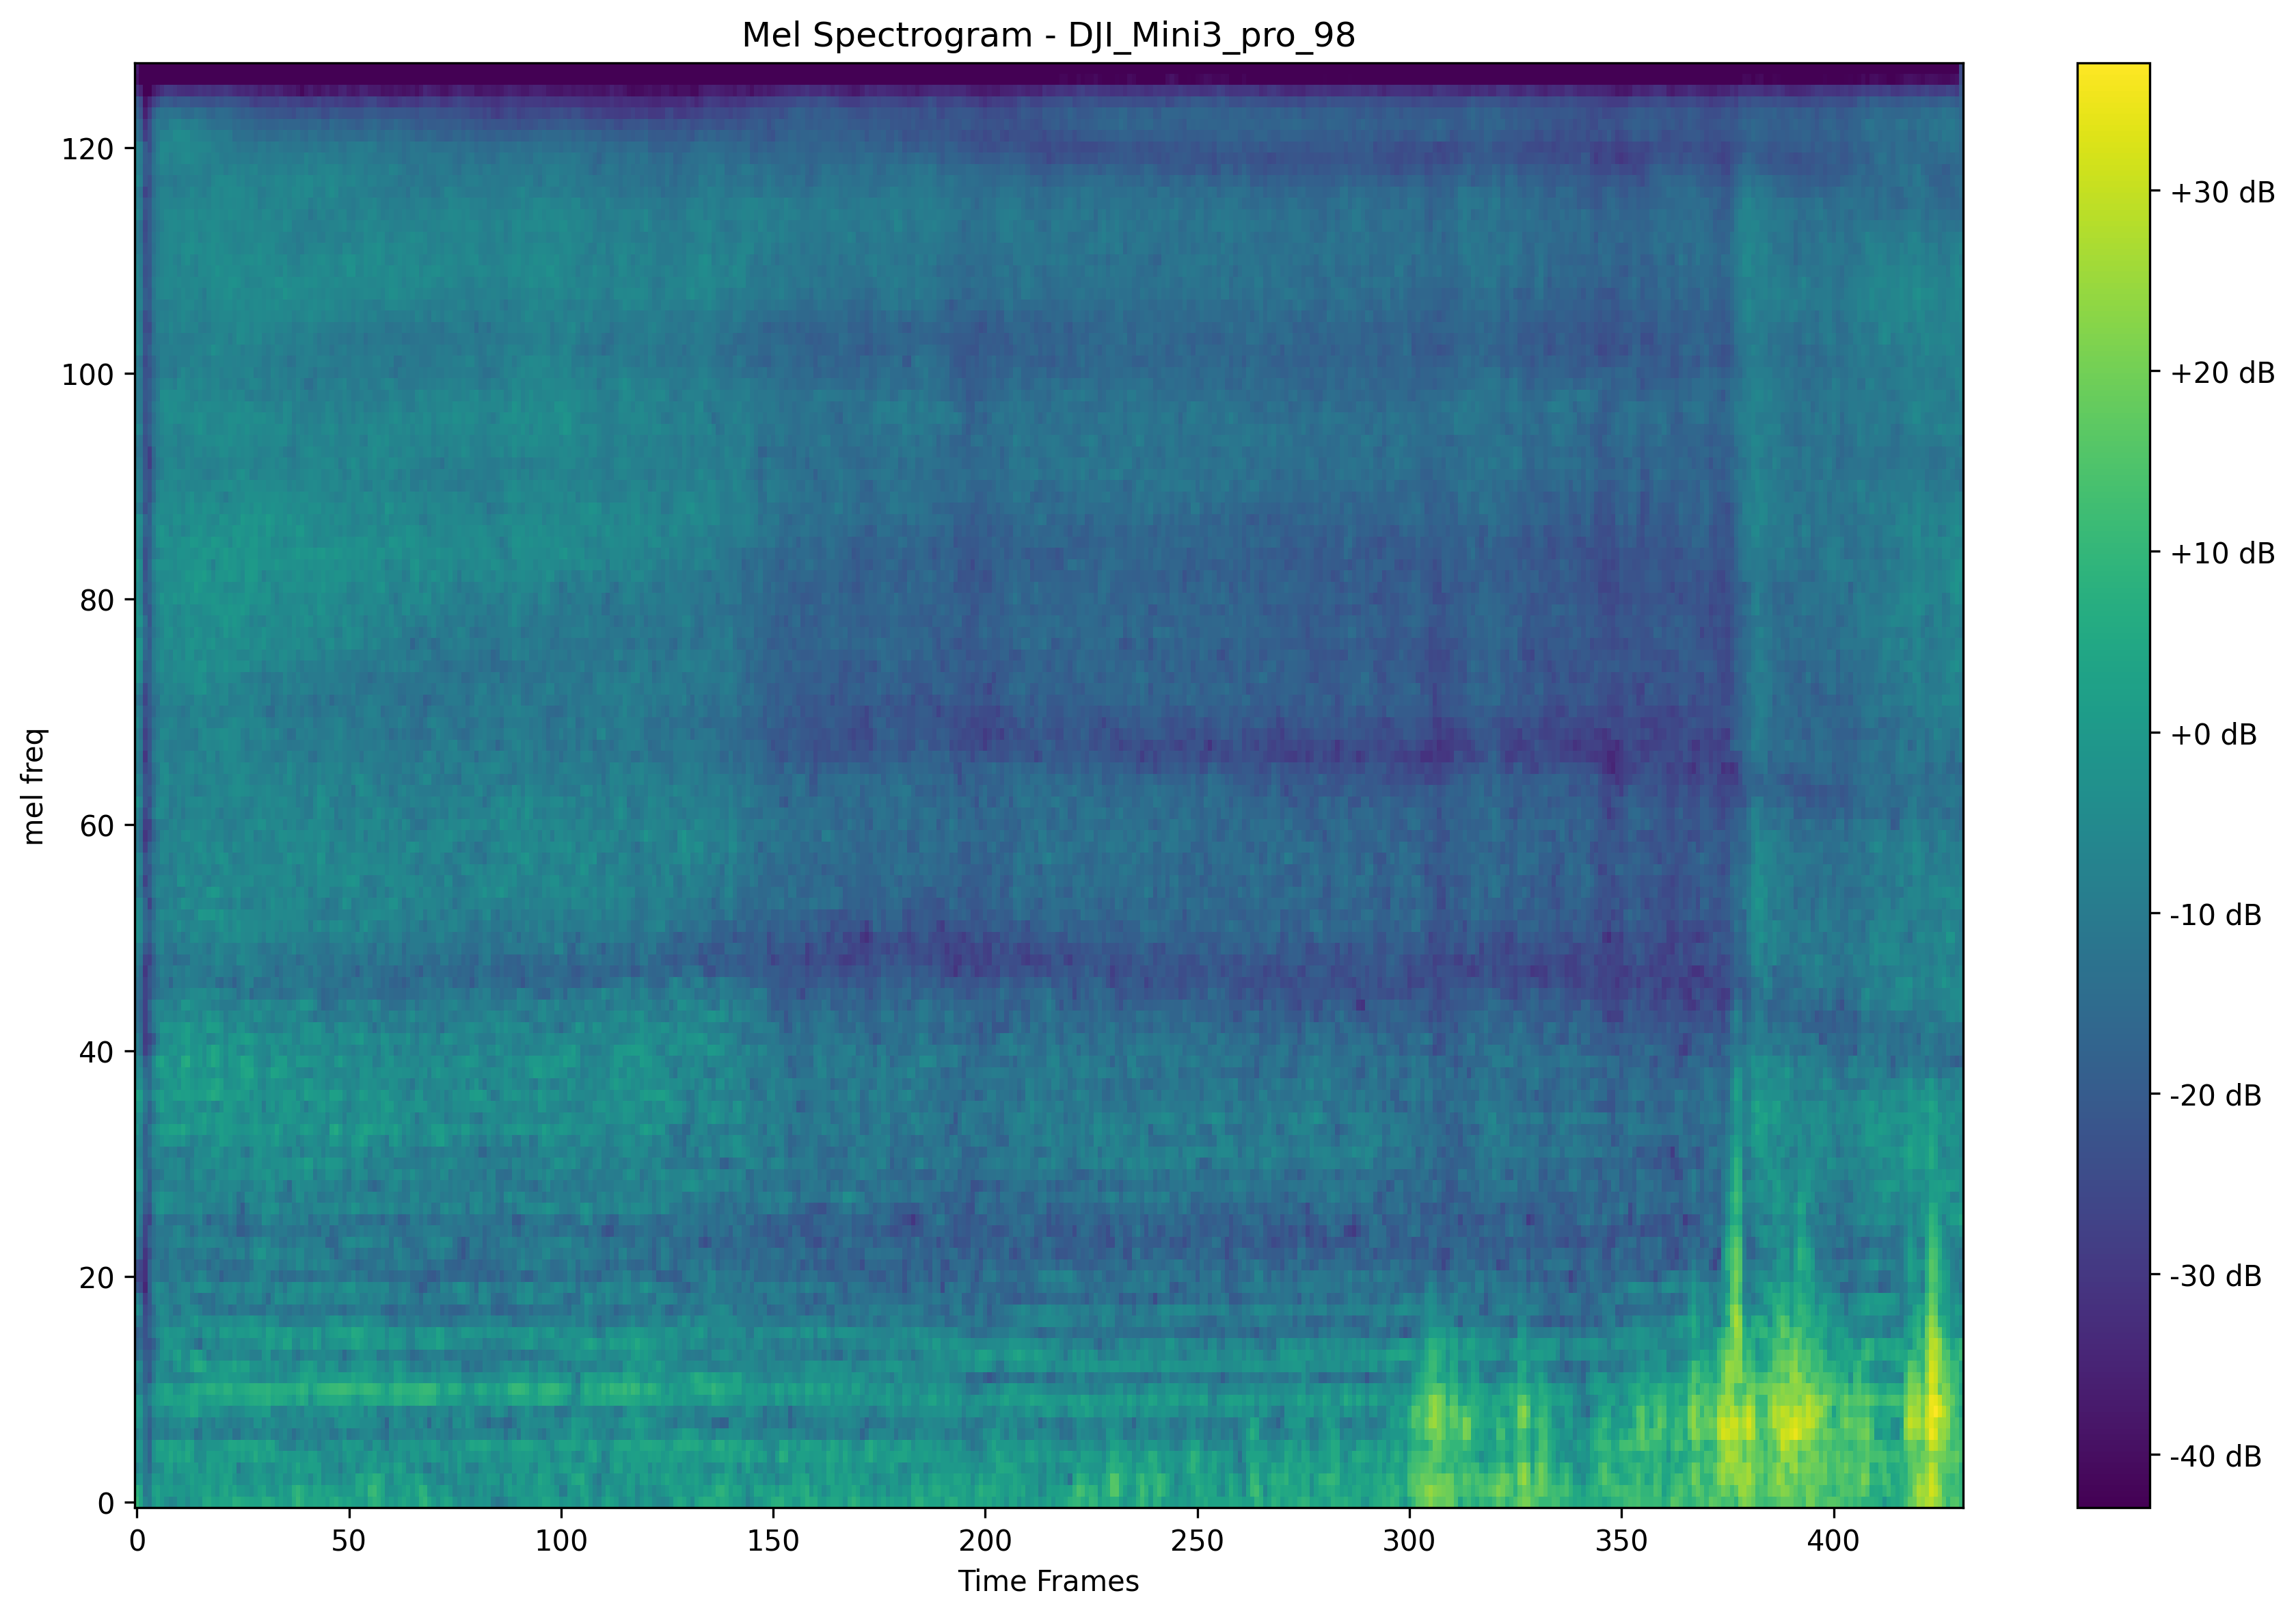 Mel Spectrogram - DJI_Mini3_pro_98
mel freq
120
100
80
60
40
20
0
0 50 100 150 200 250 300 350 400
Time Frames
+30 dB
+20 dB
+10 dB
+0 dB
-10 dB
-20 dB
-30 dB
-40 dB